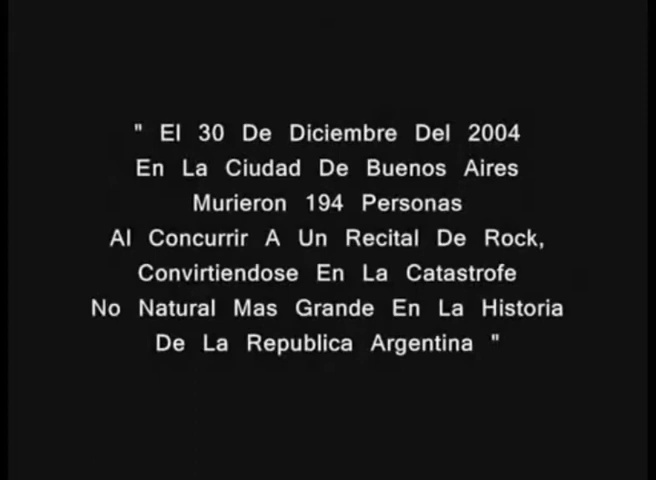 " El 30 De Diciembre Del 2004
En La Ciudad De Buenos Aires
Murieron 194 Personas
Al Concurrir A Un Recital De Rock,
Convirtiendose En La Catastrofe
No Natural Mas Grande En La Historia
De La Republica Argentina "